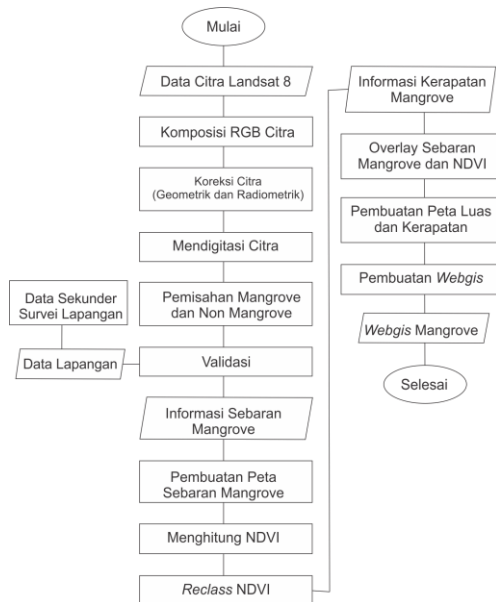 Mulai
Data Citra Landsat 8
Komposisi RGB Citra
Koreksi Citra
(Geometrik dan Radiometrik)
Mendigitasi Citra
Pemisahan Mangrove
dan Non Mangrove
Data Sekunder
Survei Lapangan
Data Lapangan
Validasi
Informasi Sebaran
Mangrove
Pembuatan Peta
Sebaran Mangrove
Menghitung NDVI
Reclass NDVI
Informasi Kerapatan
Mangrove
Overlay Sebaran
Mangrove dan NDVI
Pembuatan Peta Luas
dan Kerapatan
Pembuatan Webgis
Webgis Mangrove
Selesai